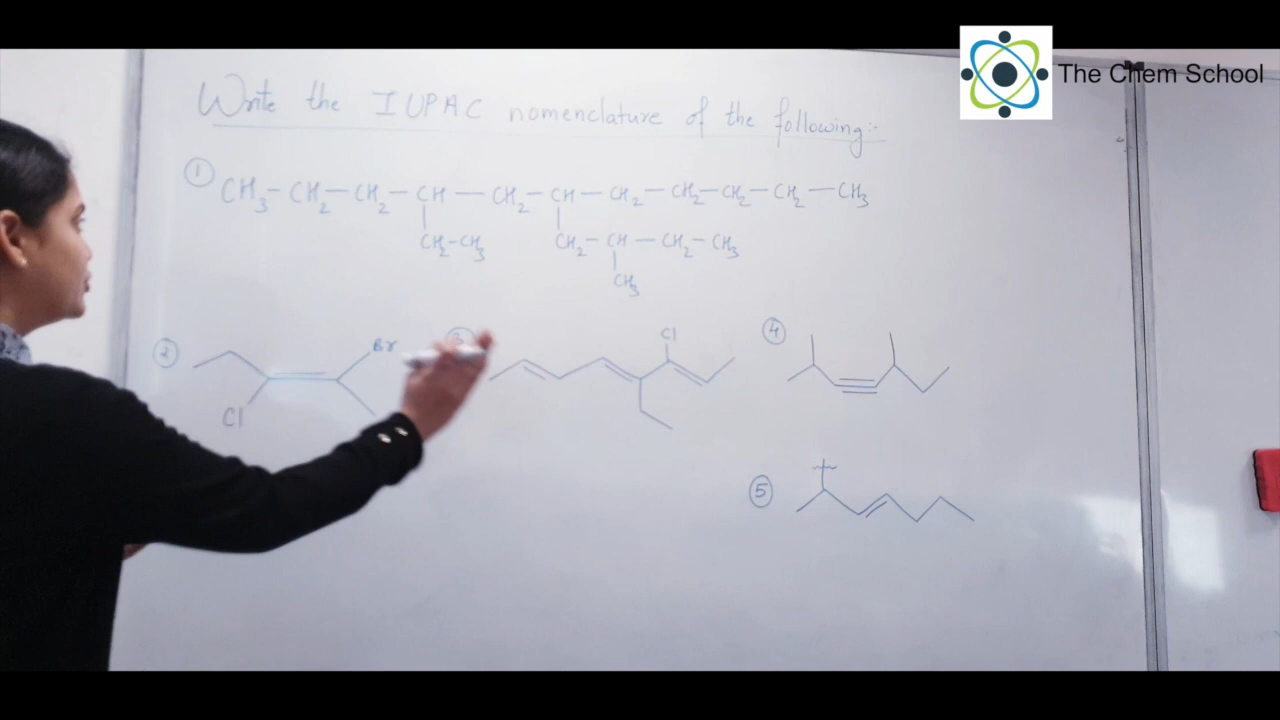 The Chem School
Write the IUPAC nomenclature of the following:-
① CH₃-CH₂-CH₂-CH-CH₂-CH-CH₂-CH₂-CH₂-CH₂-CH₃
CH₂-CH₃ CH₂-CH-CH₂-CH₃
CH₃
② Br
Cl
③ Cl
④
⑤